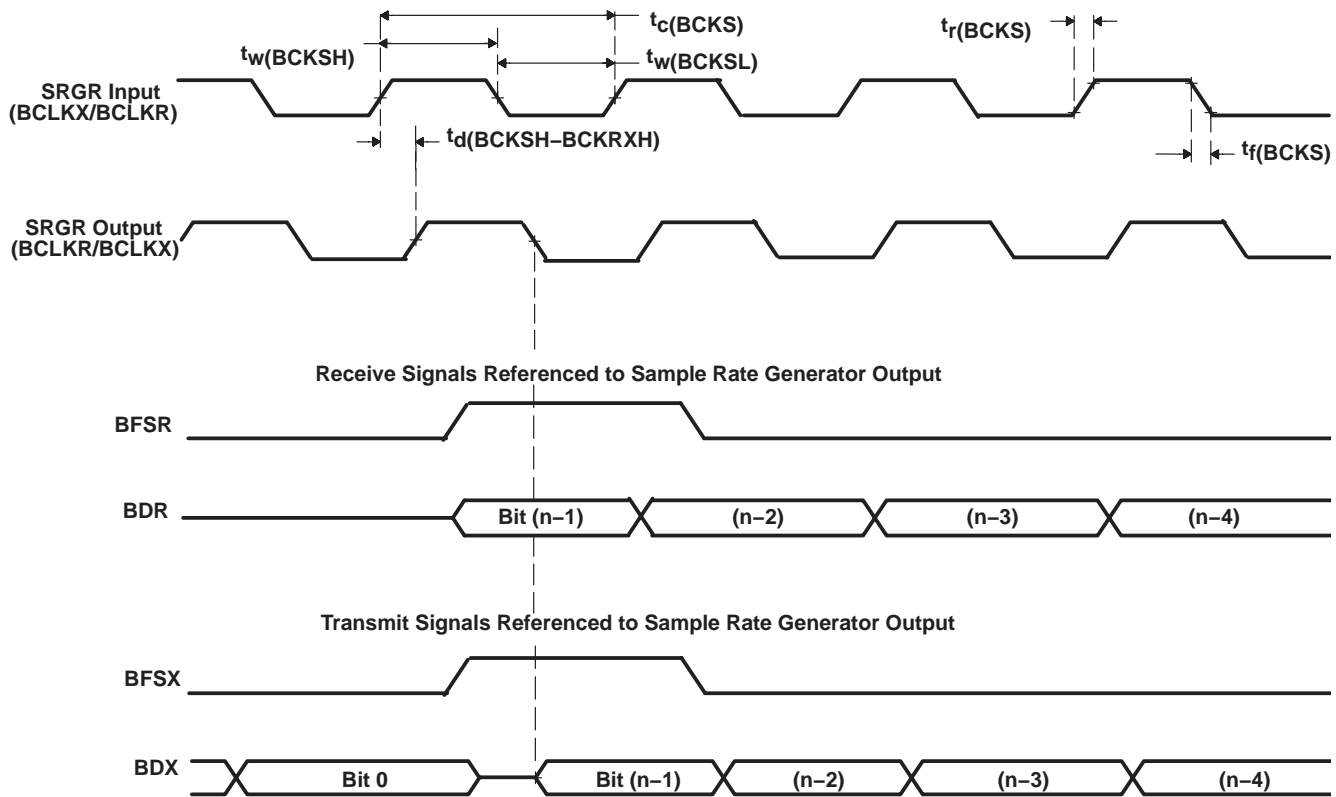 tc(BCKS)
tr(BCKS)
tw(BCKSH)
tw(BCKSL)
SRGR Input
(BCLKX/BCLKR)
td(BCKSH–BCKRXH)
tf(BCKS)
SRGR Output
(BCLKR/BCLKX)
Receive Signals Referenced to Sample Rate Generator Output
BFSR
BDR Bit (n–1) (n–2) (n–3) (n–4)
Transmit Signals Referenced to Sample Rate Generator Output
BFSX
BDX Bit 0 Bit (n–1) (n–2) (n–3) (n–4)